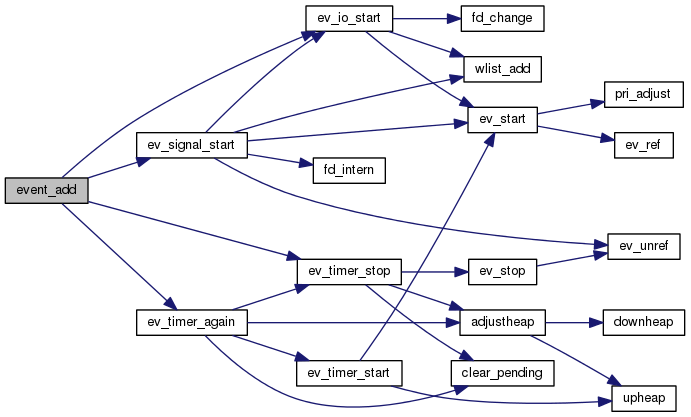 ev_io_start
fd_change
wlist_add
pri_adjust
ev_start
ev_signal_start
ev_ref
fd_intern
event_add
ev_unref
ev_timer_stop
ev_stop
ev_timer_again
adjustheap
downheap
ev_timer_start
clear_pending
upheap